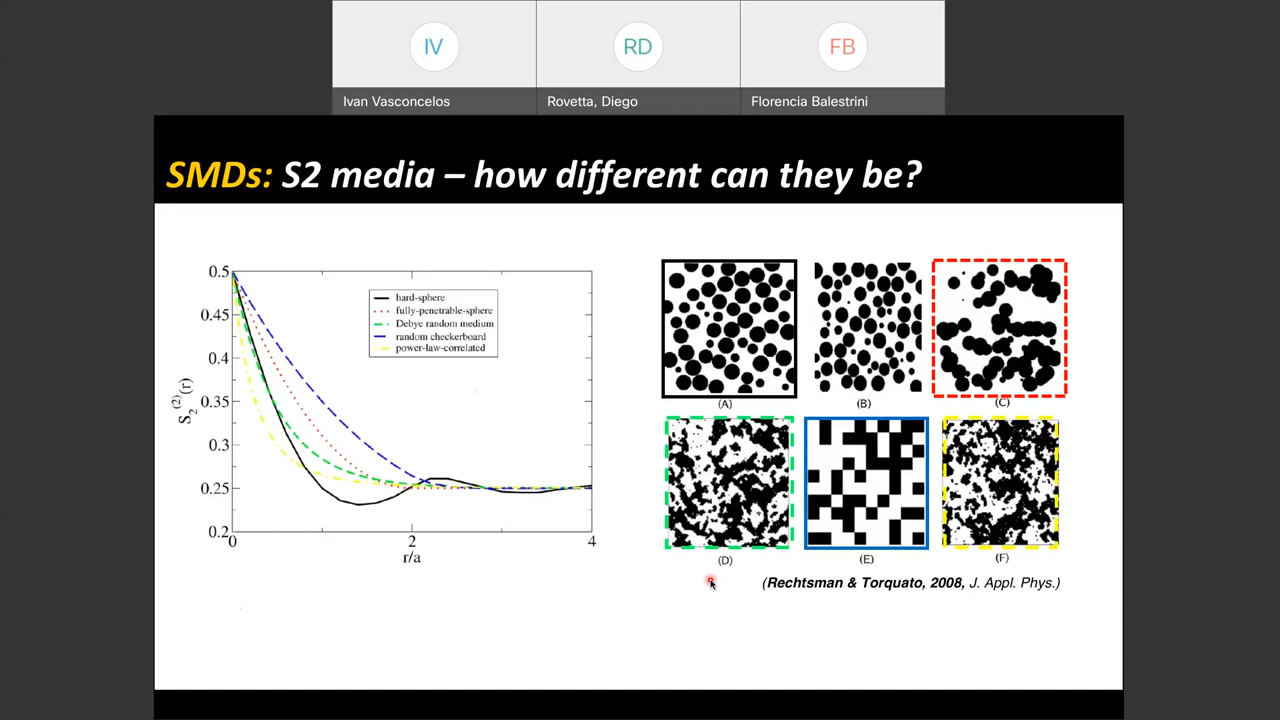 IV
RD
FB
Ivan Vasconcelos
Rovetta, Diego
Florencia Balestrini
SMDs: S2 media – how different can they be?
0.5
0.45
0.4
0.35
0.3
0.25
0.2
S₂⁽²⁾(r)
hard-sphere
fully-penetrable-sphere
Debye random medium
random checkerboard
power-law-correlated
0
2
4
r/a
(A)
(B)
(C)
(D)
(E)
(F)
(Rechtsman & Torquato, 2008, J. Appl. Phys.)